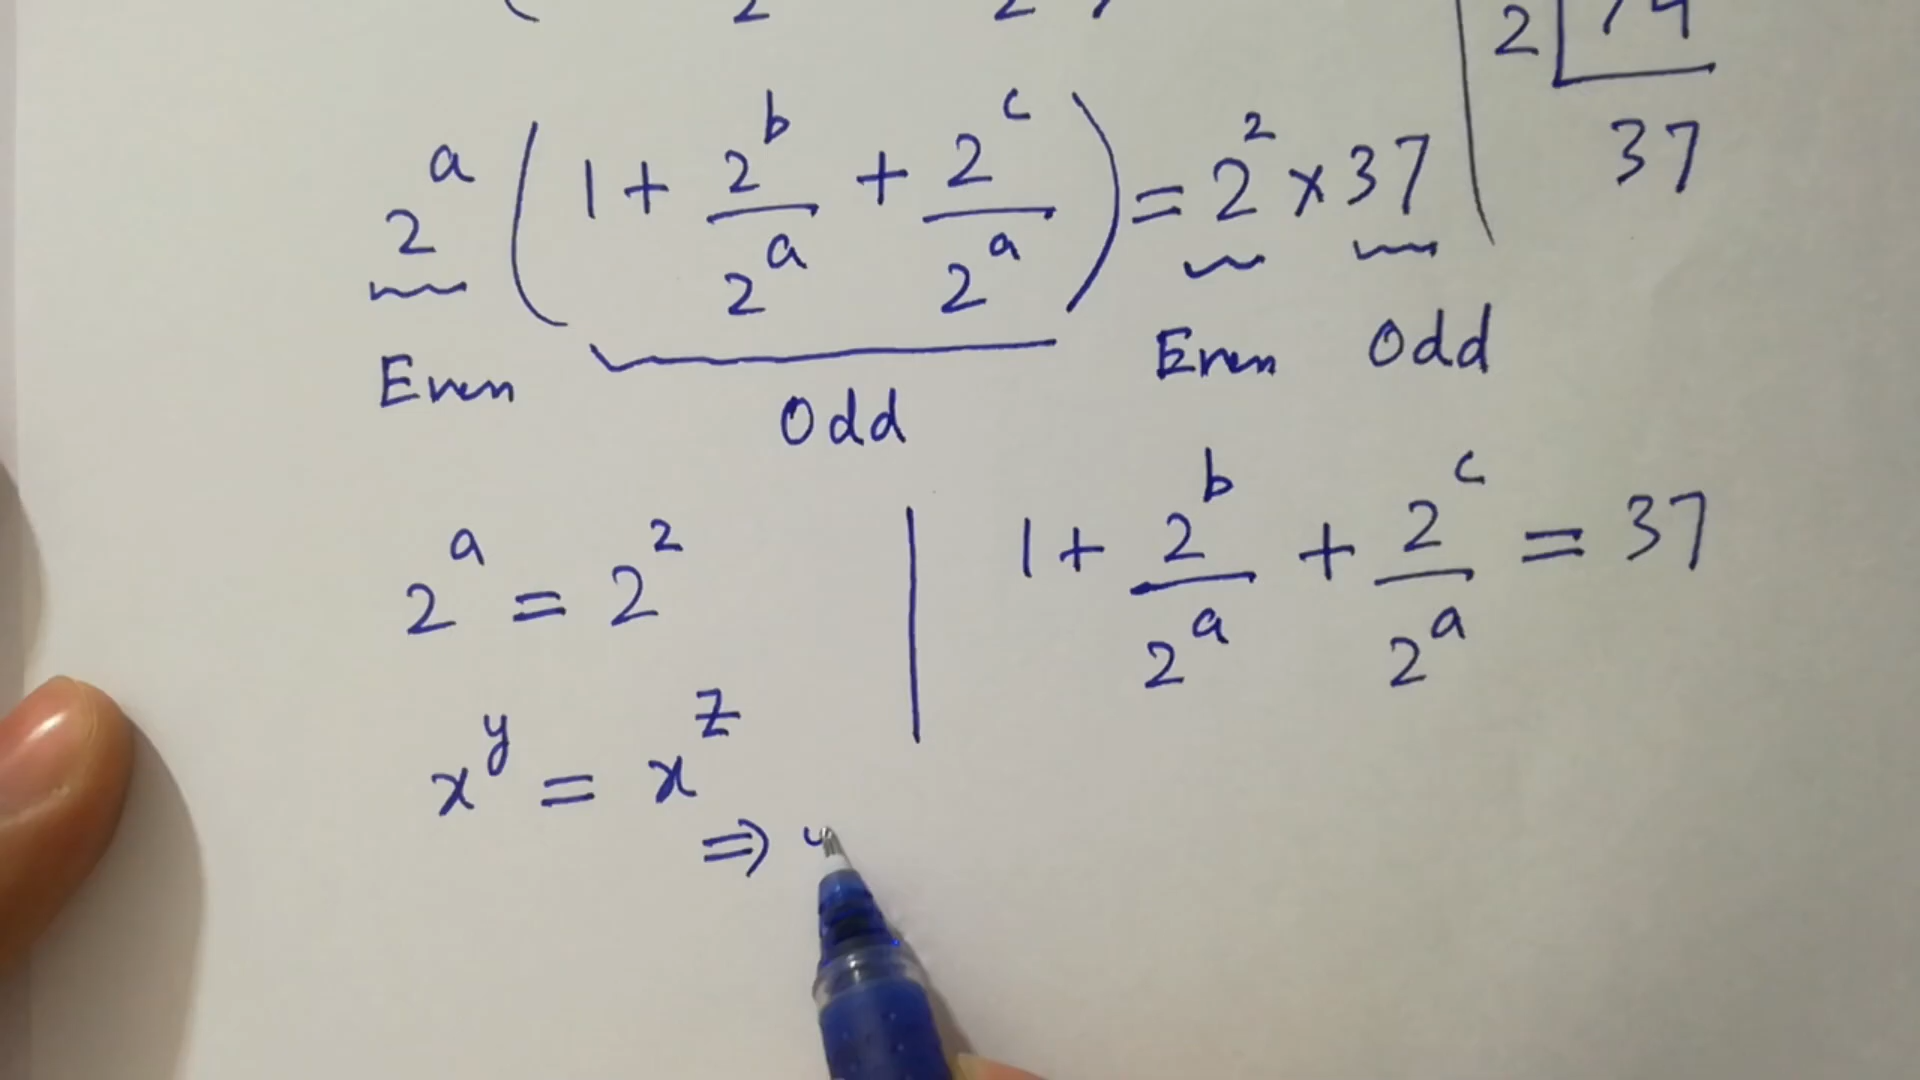 2 | 74
37
2^a ( 1 + 2^b/2^a + 2^c/2^a ) = 2^2 × 37
Even Odd Even Odd
2^a = 2^2 | 1 + 2^b/2^a + 2^c/2^a = 37
x^y = x^z
⇒